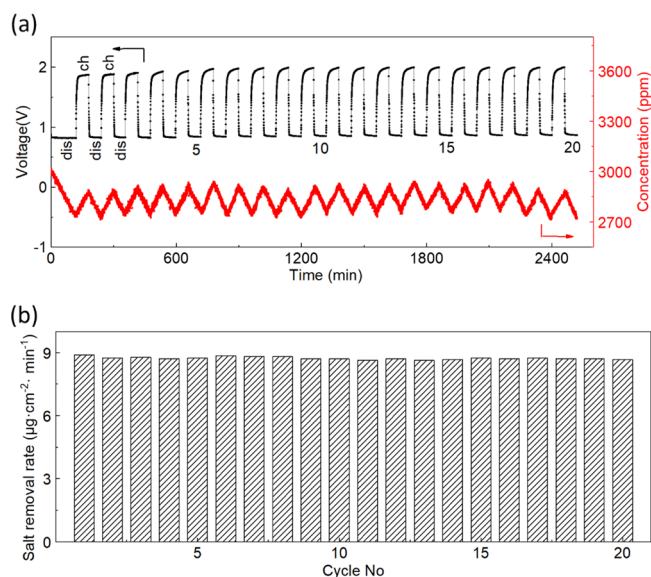 (a)
2
1
0
-1
Voltage(V)
ch
ch
dis
dis
dis
5
10
15
20
3600
3300
3000
2700
Concentration (ppm)
0
600
1200
1800
2400
Time (min)
(b)
9
6
3
0
Salt removal rate (μg·cm⁻²· min⁻¹)
5
10
15
20
Cycle No